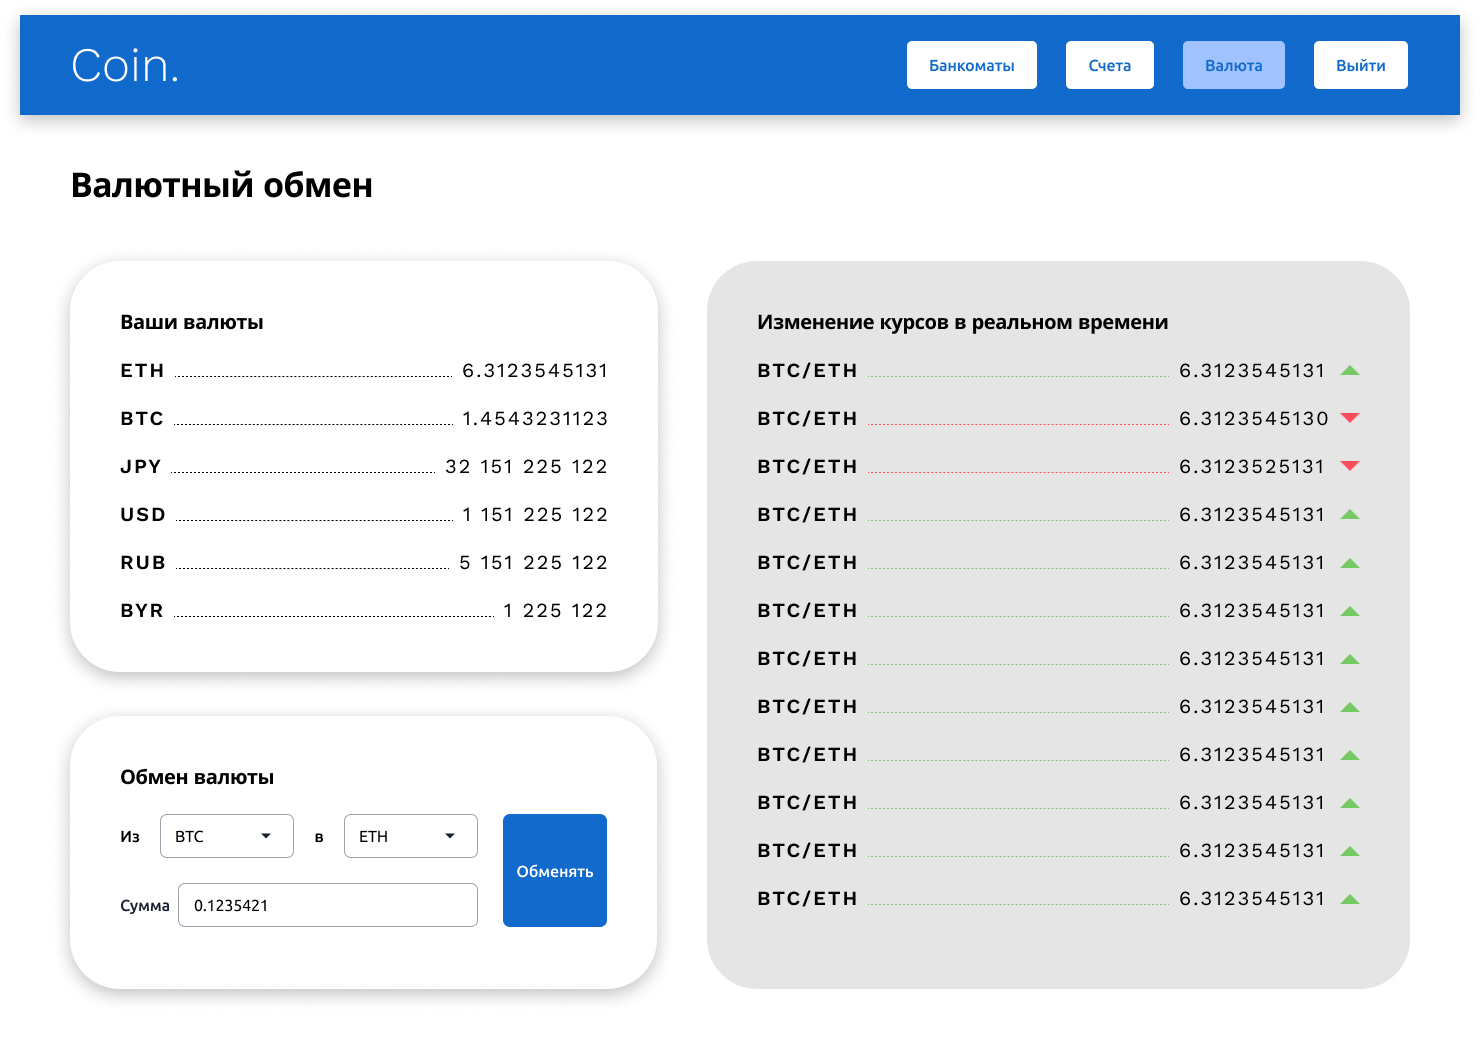 Coin.
Банкоматы
Счета
Валюта
Выйти
Валютный обмен
Ваши валюты
ETH 6.3123545131
BTC 1.4543231123
JPY 32 151 225 122
USD 1 151 225 122
RUB 5 151 225 122
BYR 1 225 122
Обмен валюты
Из BTC в ETH
Обменять
Сумма 0.1235421
Изменение курсов в реальном времени
BTC/ETH 6.3123545131
BTC/ETH 6.3123545130
BTC/ETH 6.3123525131
BTC/ETH 6.3123545131
BTC/ETH 6.3123545131
BTC/ETH 6.3123545131
BTC/ETH 6.3123545131
BTC/ETH 6.3123545131
BTC/ETH 6.3123545131
BTC/ETH 6.3123545131
BTC/ETH 6.3123545131
BTC/ETH 6.3123545131